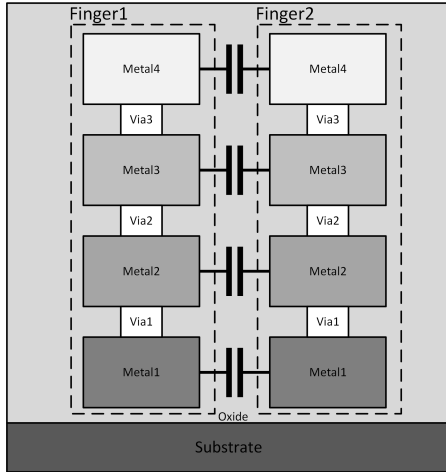 Finger1 Finger2
Metal4 Metal4
Via3 Via3
Metal3 Metal3
Via2 Via2
Metal2 Metal2
Via1 Via1
Metal1 Metal1
Oxide
Substrate